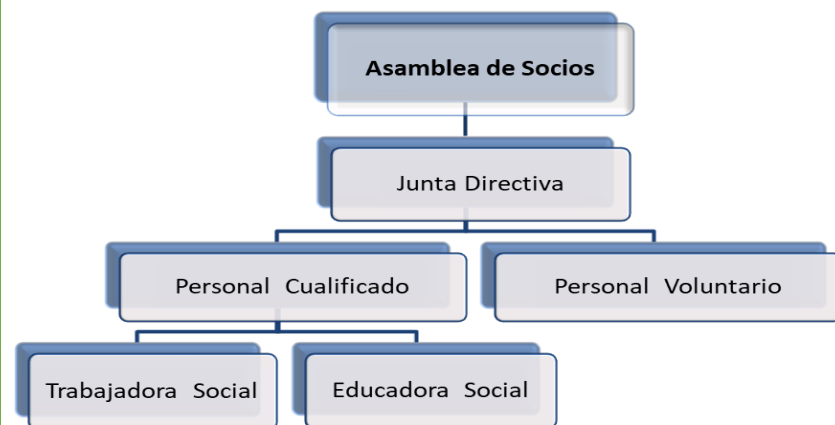 Asamblea de Socios
Junta Directiva
Personal Cualificado
Personal Voluntario
Trabajadora Social
Educadora Social